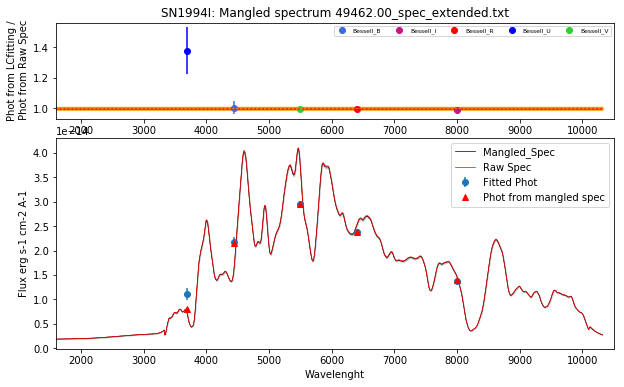 SN1994I: Mangled spectrum 49462.00_spec_extended.txt
Phot from LCfitting /
Phot from Raw Spec
1.4
1.2
1.0
Bessell_B
Bessell_I
Bessell_R
Bessell_U
Bessell_V
2000 3000 4000 5000 6000 7000 8000 9000 10000
1e-14
Flux erg s-1 cm-2 A-1
4.0
3.5
3.0
2.5
2.0
1.5
1.0
0.5
0.0
Mangled_Spec
Raw Spec
Fitted Phot
Phot from mangled spec
2000 3000 4000 5000 6000 7000 8000 9000 10000
Wavelenght